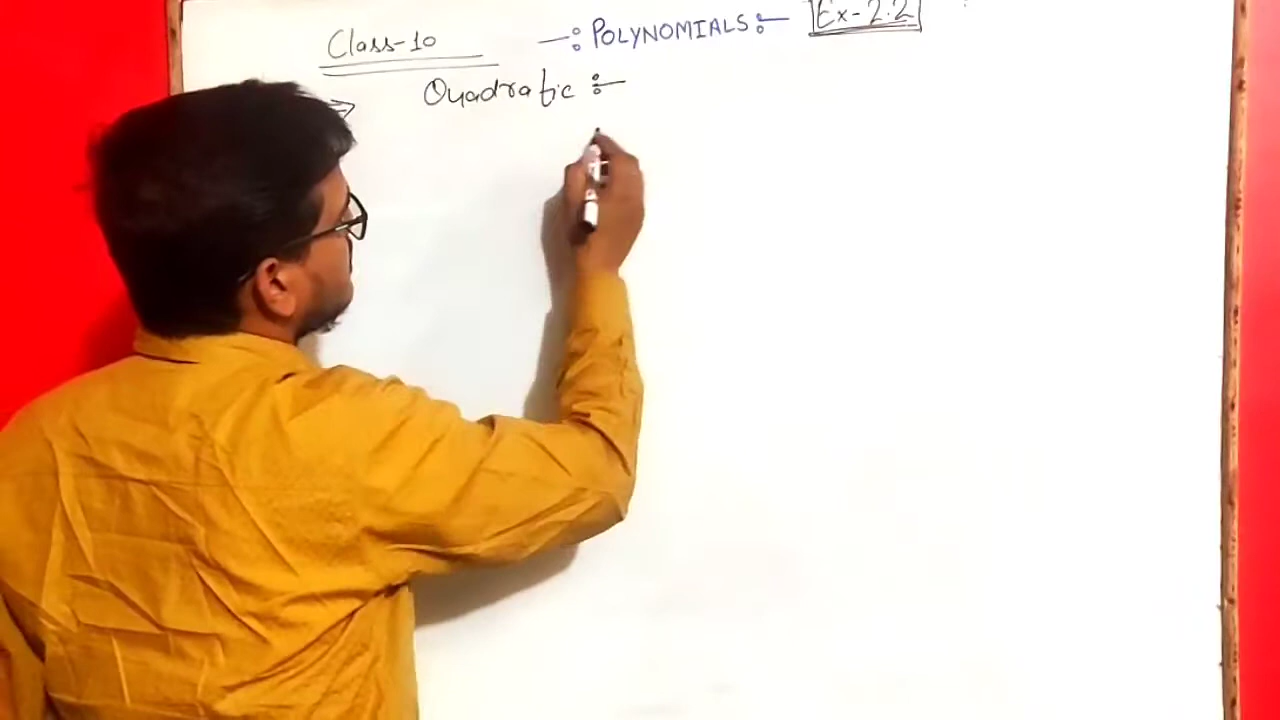 Class-10 -: POLYNOMIALS :- Ex-2.2
⇒ Quadratic :-